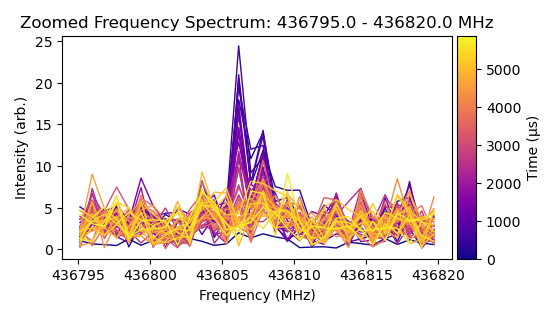 Zoomed Frequency Spectrum: 436795.0 - 436820.0 MHz
25
20
15
10
5
0
Intensity (arb.)
436795 436800 436805 436810 436815 436820
Frequency (MHz)
5000
4000
3000
2000
1000
0
Time (μs)